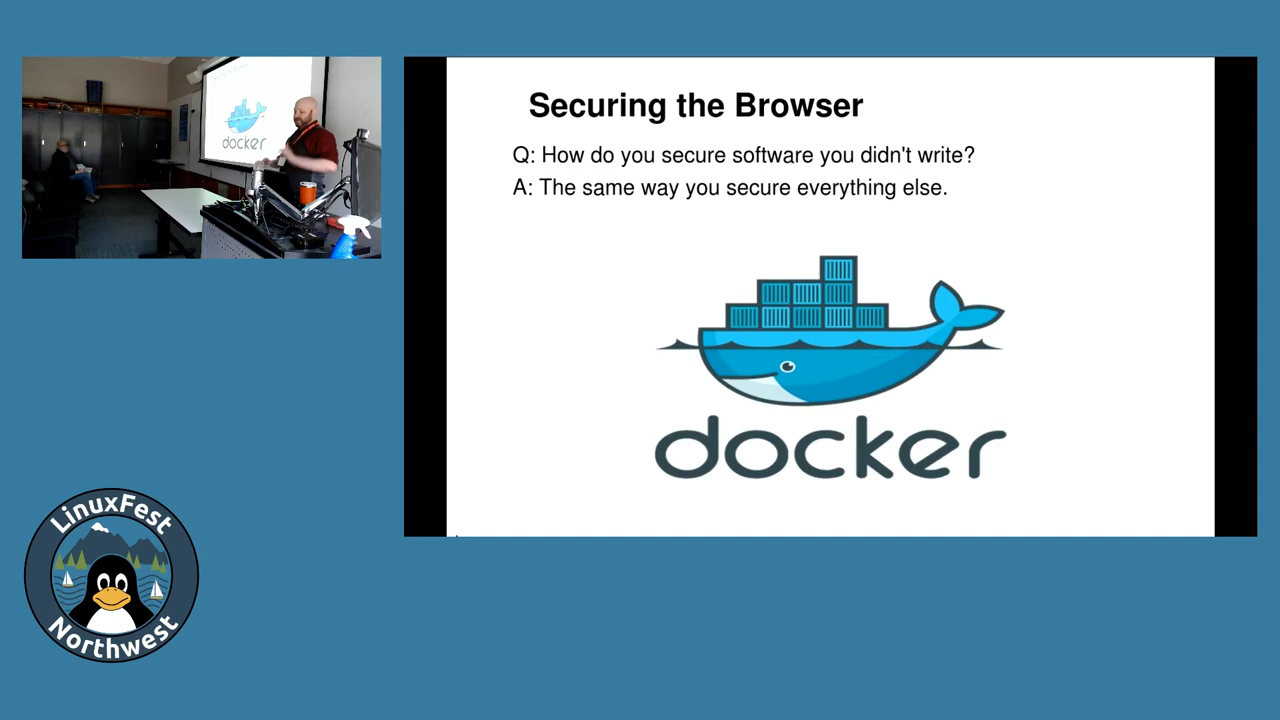 docker
Securing the Browser
Q: How do you secure software you didn't write?
A: The same way you secure everything else.
docker
LinuxFest
Northwest